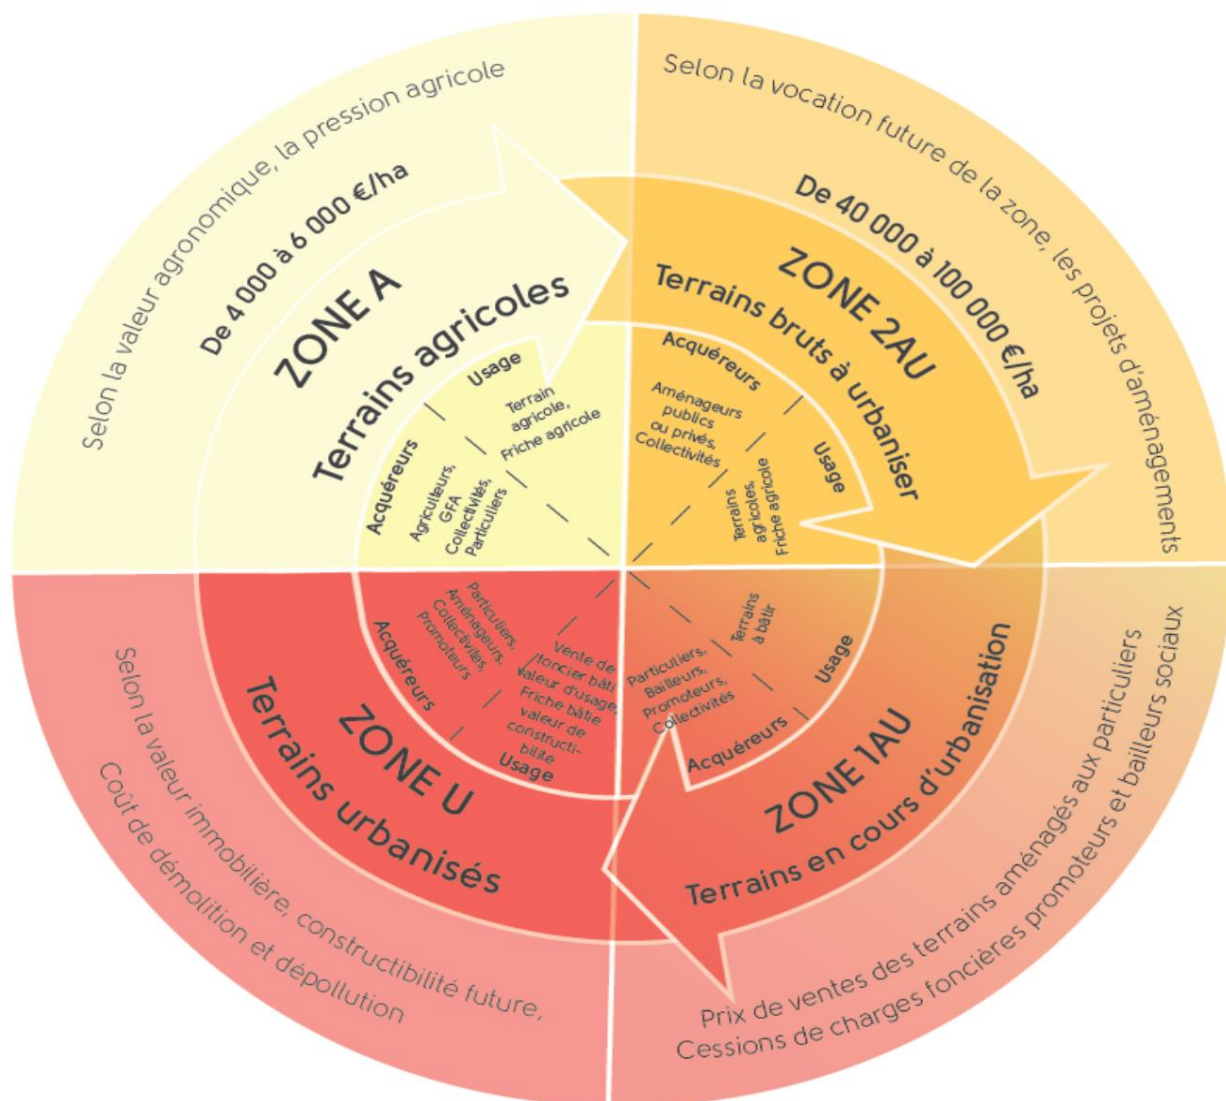 Selon la valeur agronomique, la pression agricole
De 4 000 à 6 000 €/ha
ZONE A
Terrains agricoles
Usage
Terrain
agricole,
Friche agricole
Acquéreurs
Agriculteurs,
GFA
Collectivités,
Particuliers
Selon la vocation future de la zone, les projets d'aménagements
De 40 000 à 100 000 €/ha
ZONE 2AU
Terrains bruts à urbaniser
Acquéreurs
Aménageurs
publics
ou privés,
Collectivités
Usage
Terrains
agricoles,
Friche agricole
Terrains
à bâtir
Usage
Particuliers,
Bailleurs,
Promoteurs,
Collectivités
Acquéreurs
ZONE 1AU
Terrains en cours d'urbanisation
Prix de ventes des terrains aménagés aux particuliers
Cessions de charges foncières promoteurs et bailleurs sociaux
Particuliers,
Aménageurs,
Collectivités,
Promoteurs
Acquéreurs
Vente de
foncier bâti
valeur d'usage,
Friche bâtie
valeur de
constructi-
bilité
Usage
ZONE U
Terrains urbanisés
Selon la valeur immobilière, constructibilité future,
Coût de démolition et dépollution